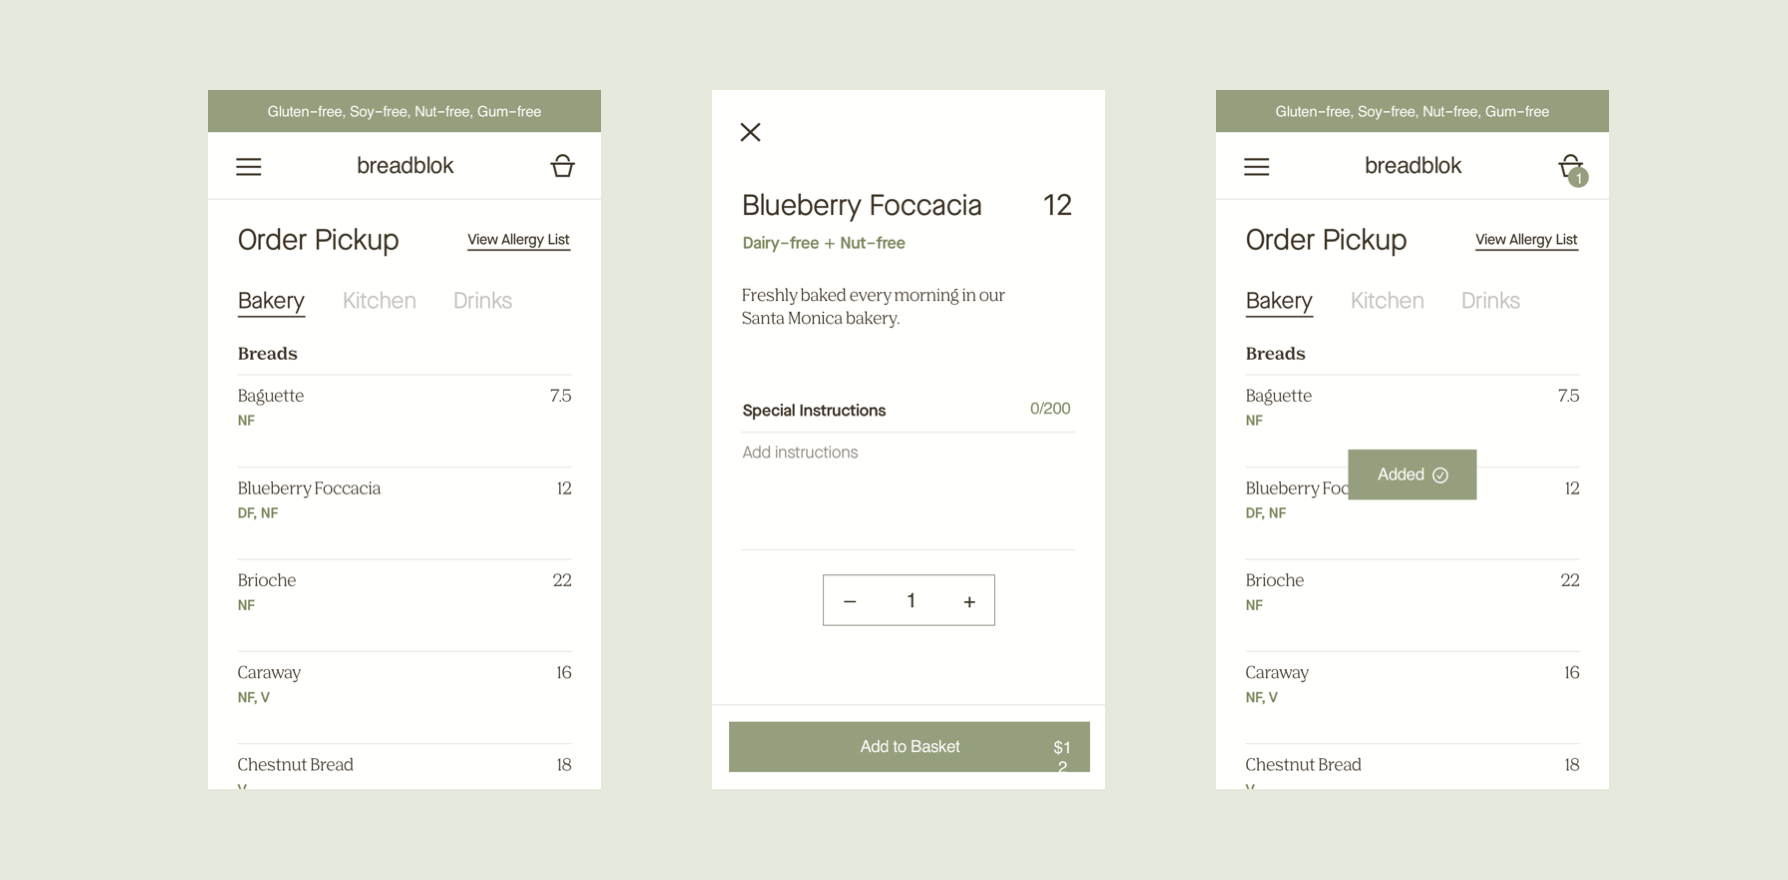 Gluten-free, Soy-free, Nut-free, Gum-free
breadblok
Order Pickup
View Allergy List
Bakery Kitchen Drinks
Breads
Baguette 7.5
NF
Blueberry Foccacia 12
DF, NF
Brioche 22
NF
Caraway 16
NF, V
Chestnut Bread 18
V
Blueberry Foccacia 12
Dairy-free + Nut-free
Freshly baked every morning in our
Santa Monica bakery.
Special Instructions 0/200
Add instructions
− 1 +
Add to Basket $1
2
Gluten-free, Soy-free, Nut-free, Gum-free
breadblok
1
Order Pickup
View Allergy List
Bakery Kitchen Drinks
Breads
Baguette 7.5
NF
Added
Blueberry Foc 12
DF, NF
Brioche 22
NF
Caraway 16
NF, V
Chestnut Bread 18
V